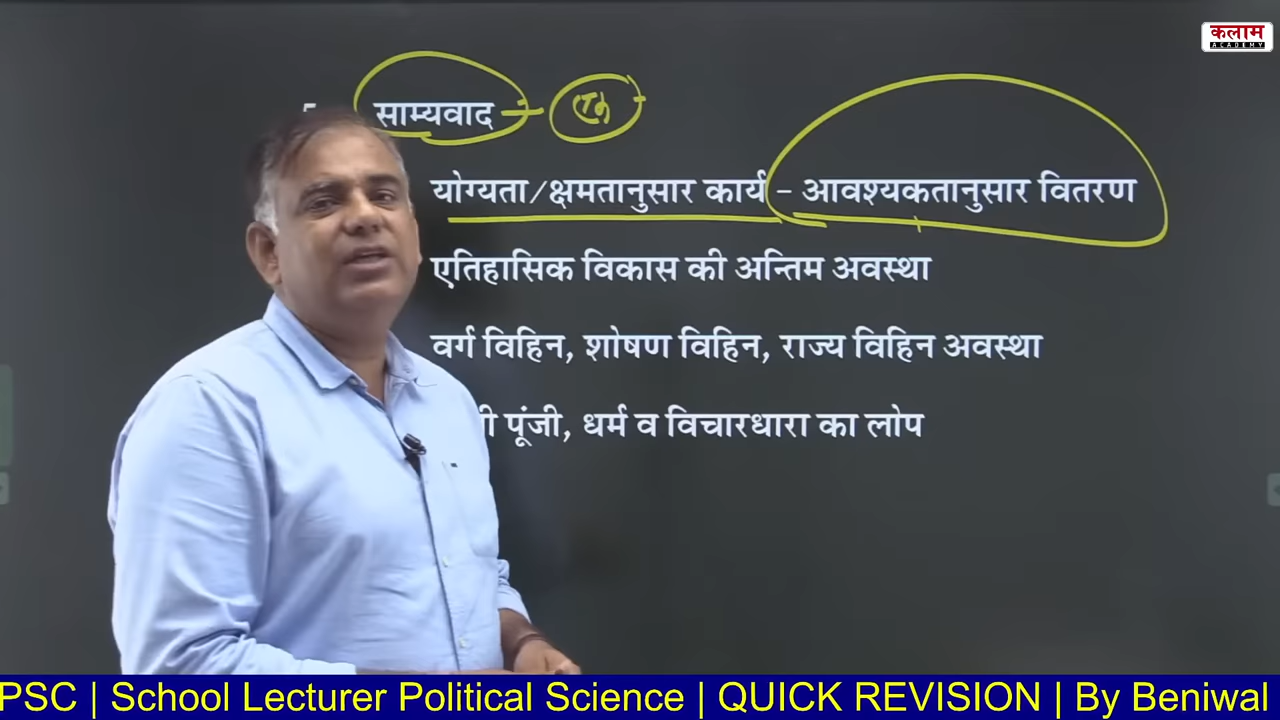 कलाम
ACADEMY
साम्यवाद
योग्यता/क्षमतानुसार कार्य - आवश्यकतानुसार वितरण
एतिहासिक विकास की अन्तिम अवस्था
वर्ग विहिन, शोषण विहिन, राज्य विहिन अवस्था
पूंजी, धर्म व विचारधारा का लोप
PSC | School Lecturer Political Science | QUICK REVISION | By Beniwal